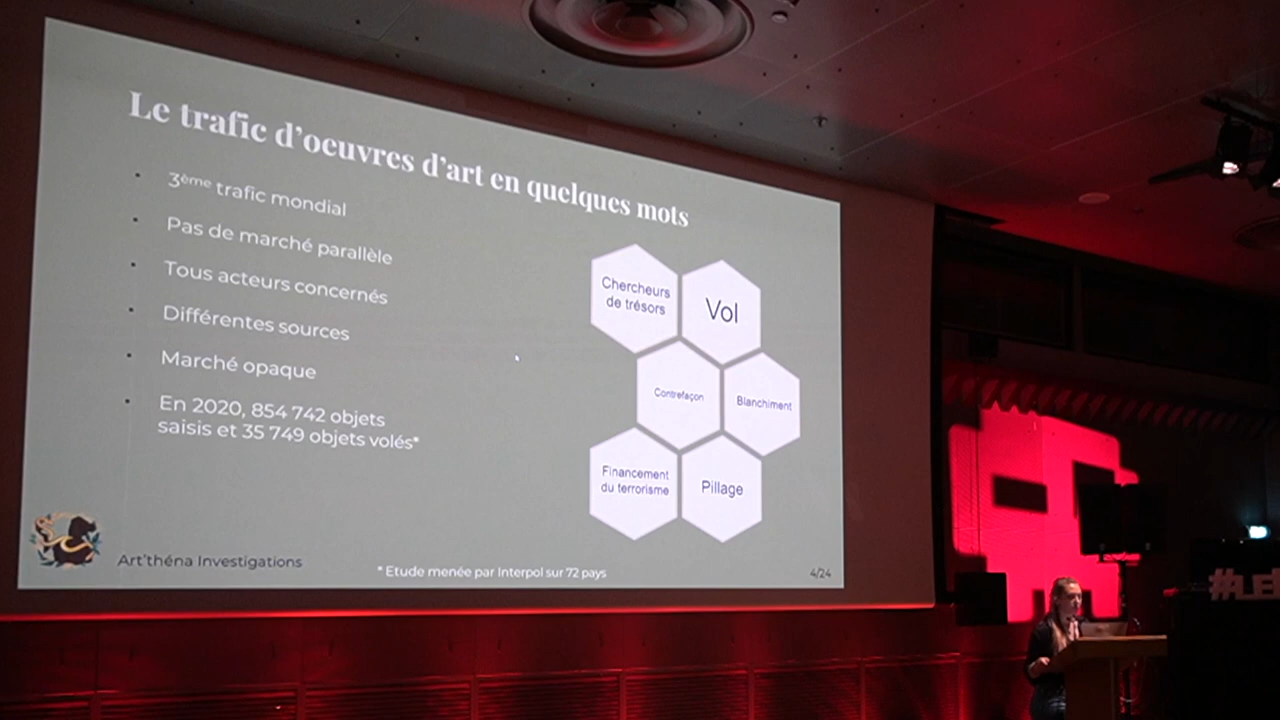 Le trafic d'oeuvres d'art en quelques mots
3ème trafic mondial
Pas de marché parallèle
Tous acteurs concernés
Différentes sources
Marché opaque
En 2020, 854 742 objets
saisis et 35 749 objets volés*
Chercheurs
de trésors
Vol
Contrefaçon
Blanchiment
Financement
du terrorisme
Pillage
Art'théna Investigations
* Etude menée par Interpol sur 72 pays
4/24